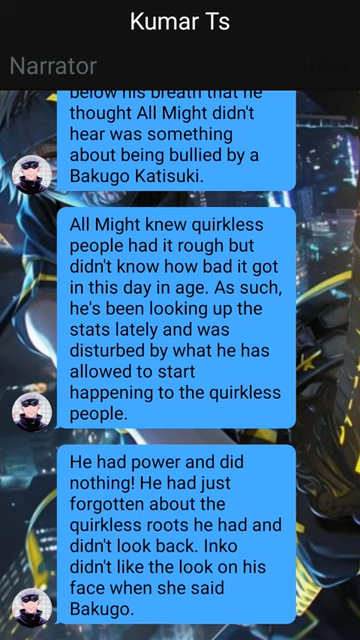 Kumar Ts
Narrator
Inko
below his breath that he
thought All Might didn't
hear was something
about being bullied by a
Bakugo Katisuki.
All Might knew quirkless
people had it rough but
didn't know how bad it got
in this day in age. As such,
he's been looking up the
stats lately and was
disturbed by what he has
allowed to start
happening to the quirkless
people.
He had power and did
nothing! He had just
forgotten about the
quirkless roots he had and
didn't look back. Inko
didn't like the look on his
face when she said
Bakugo.